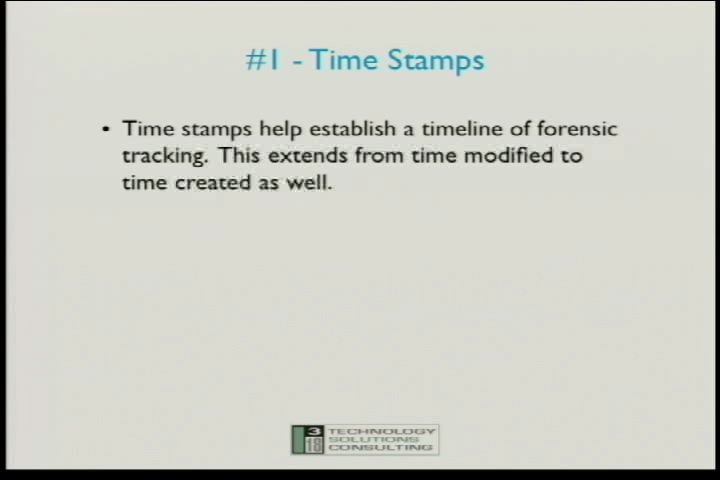 #1 - Time Stamps
• Time stamps help establish a timeline of forensic
tracking. This extends from time modified to
time created as well.
3
18
TECHNOLOGY
SOLUTIONS
CONSULTING